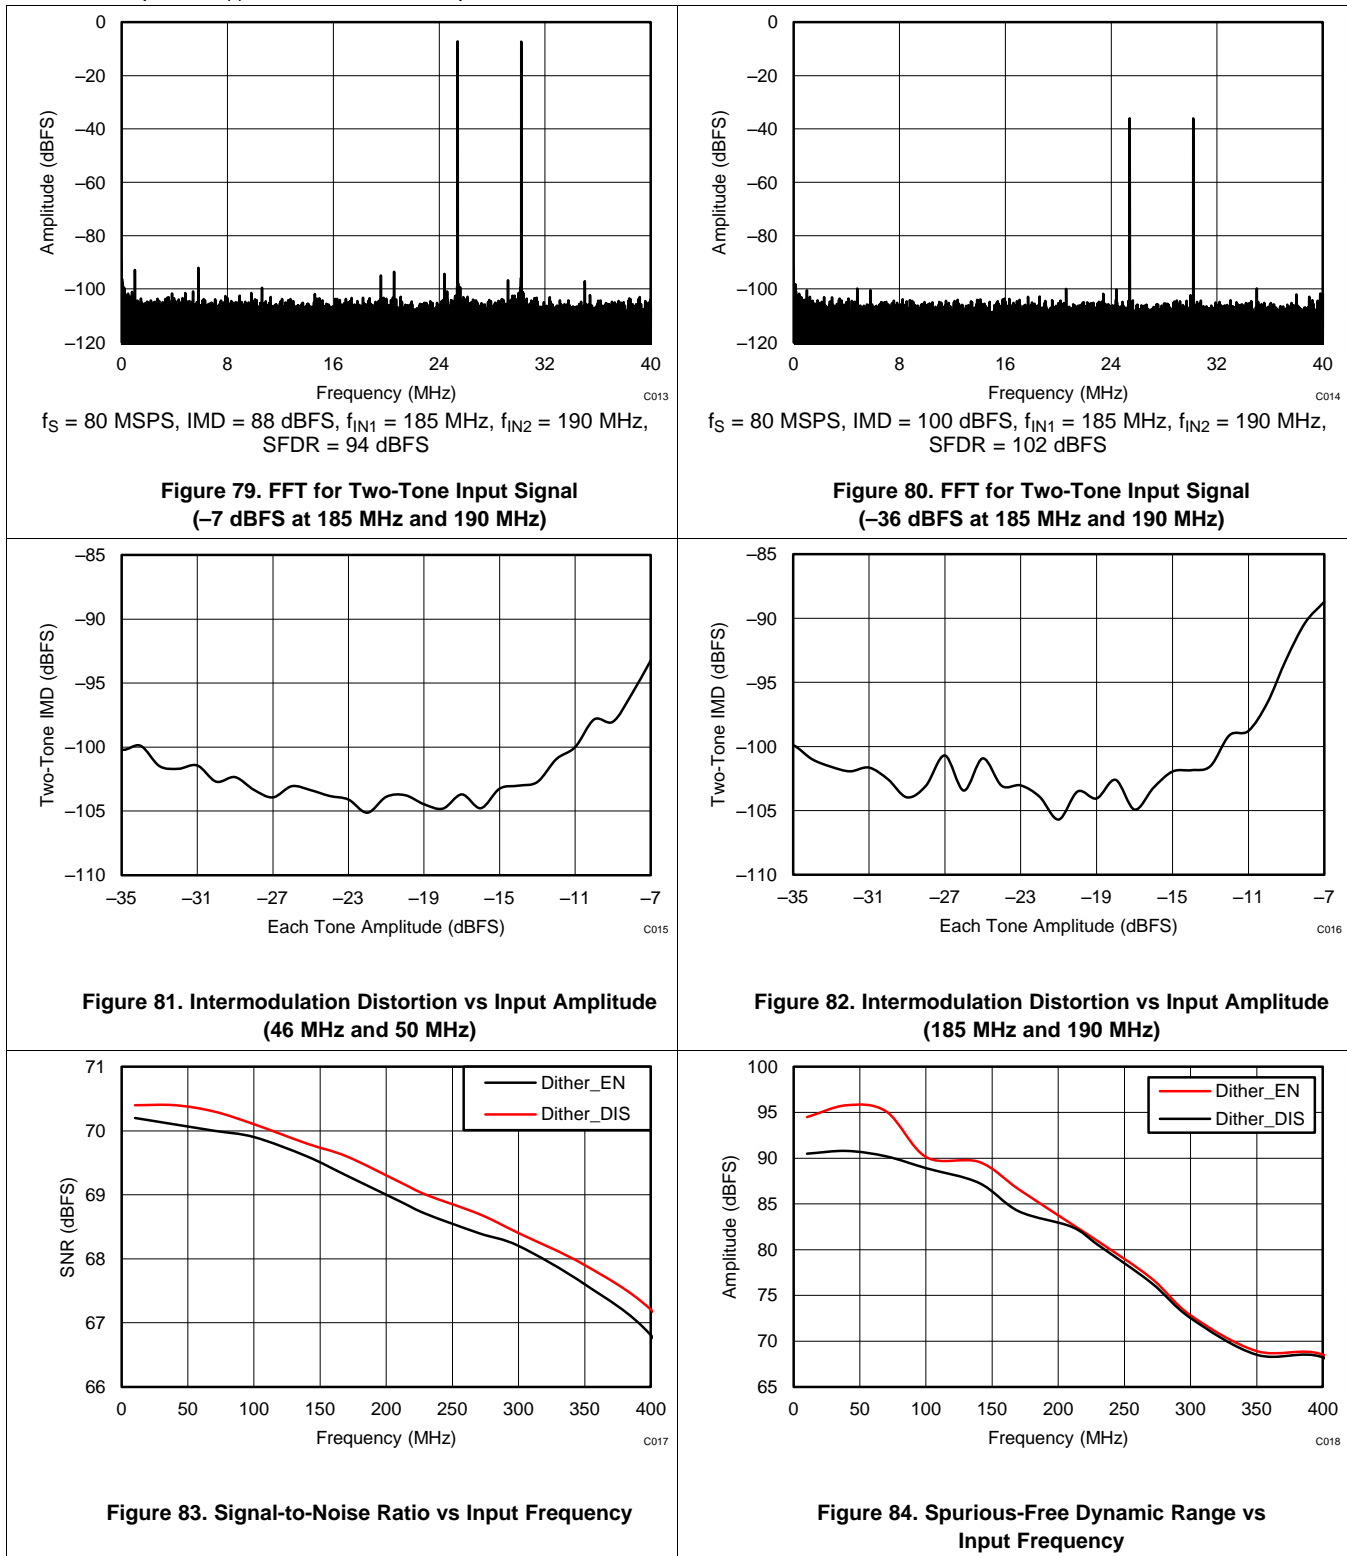 0
–20
–40
–60
–80
–100
–120
Amplitude (dBFS)
0 8 16 24 32 40
Frequency (MHz)
C013
fS = 80 MSPS, IMD = 88 dBFS, fIN1 = 185 MHz, fIN2 = 190 MHz,
SFDR = 94 dBFS
Figure 79. FFT for Two-Tone Input Signal
(–7 dBFS at 185 MHz and 190 MHz)
0
–20
–40
–60
–80
–100
–120
Amplitude (dBFS)
0 8 16 24 32 40
Frequency (MHz)
C014
fS = 80 MSPS, IMD = 100 dBFS, fIN1 = 185 MHz, fIN2 = 190 MHz,
SFDR = 102 dBFS
Figure 80. FFT for Two-Tone Input Signal
(–36 dBFS at 185 MHz and 190 MHz)
–85
–90
–95
–100
–105
–110
Two-Tone IMD (dBFS)
–35 –31 –27 –23 –19 –15 –11 –7
Each Tone Amplitude (dBFS)
C015
Figure 81. Intermodulation Distortion vs Input Amplitude
(46 MHz and 50 MHz)
–85
–90
–95
–100
–105
–110
Two-Tone IMD (dBFS)
–35 –31 –27 –23 –19 –15 –11 –7
Each Tone Amplitude (dBFS)
C016
Figure 82. Intermodulation Distortion vs Input Amplitude
(185 MHz and 190 MHz)
71
70
69
68
67
66
SNR (dBFS)
Dither_EN
Dither_DIS
0 50 100 150 200 250 300 350 400
Frequency (MHz)
C017
Figure 83. Signal-to-Noise Ratio vs Input Frequency
100
95
90
85
80
75
70
65
Amplitude (dBFS)
Dither_EN
Dither_DIS
0 50 100 150 200 250 300 350 400
Frequency (MHz)
C018
Figure 84. Spurious-Free Dynamic Range vs
Input Frequency